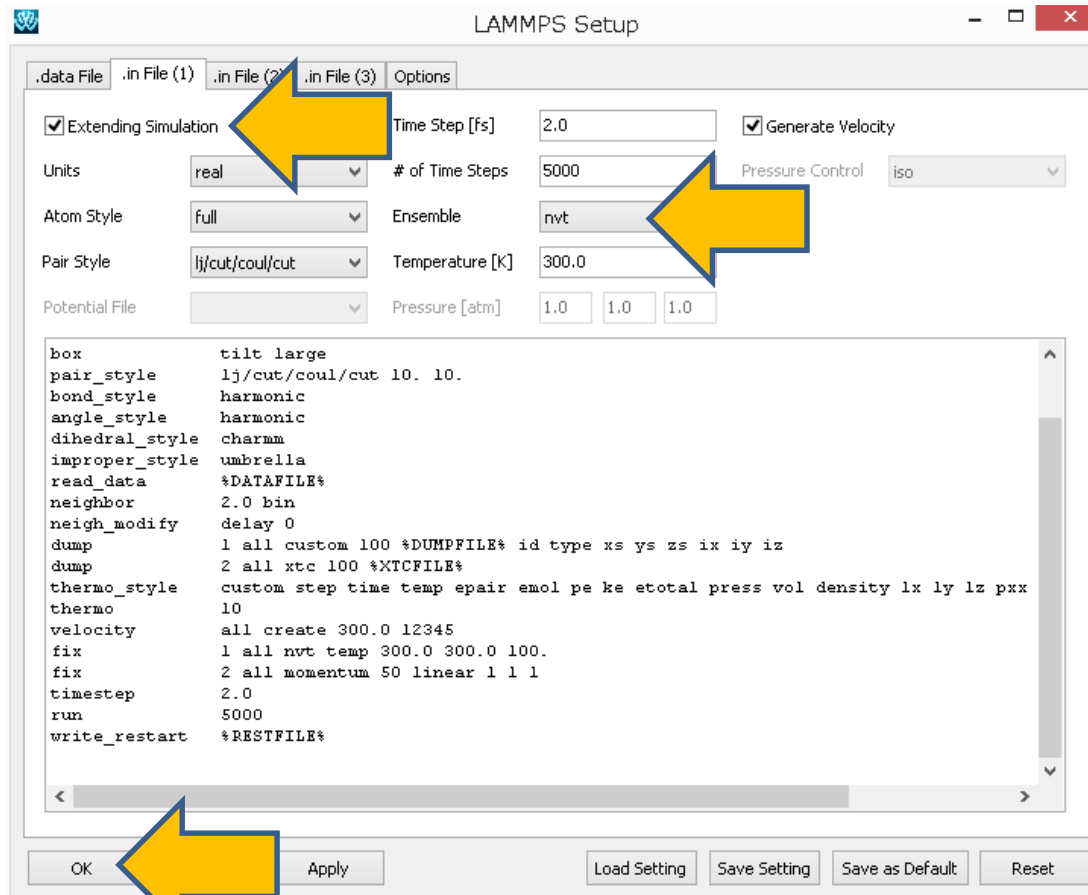 LAMMPS Setup
.data File .in File (1) .in File (2) .in File (3) Options
Extending Simulation Time Step [fs] 2.0 Generate Velocity
Units real # of Time Steps 5000 Pressure Control iso
Atom Style full Ensemble nvt
Pair Style lj/cut/coul/cut Temperature [K] 300.0
Potential File Pressure [atm] 1.0 1.0 1.0
box tilt large
pair_style lj/cut/coul/cut 10. 10.
bond_style harmonic
angle_style harmonic
dihedral_style charmm
improper_style umbrella
read_data %DATAFILE%
neighbor 2.0 bin
neigh_modify delay 0
dump 1 all custom 100 %DUMPFILE% id type xs ys zs ix iy iz
dump 2 all xtc 100 %XTCFILE%
thermo_style custom step time temp epair emol pe ke etotal press vol density lx ly lz pxx
thermo 10
velocity all create 300.0 12345
fix 1 all nvt temp 300.0 300.0 100.
fix 2 all momentum 50 linear 1 1 1
timestep 2.0
run 5000
write_restart %RESTFILE%
OK Apply Load Setting Save Setting Save as Default Reset